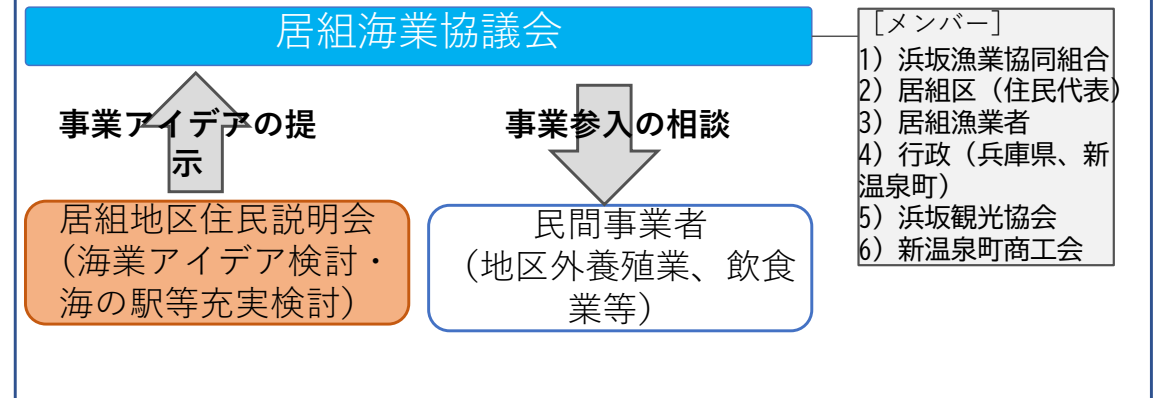 居組海業協議会
［メンバー］
1）浜坂漁業協同組合
2）居組区（住民代表）
3）居組漁業者
4）行政（兵庫県、新
温泉町）
5）浜坂観光協会
6）新温泉町商工会
事業アイデアの提
示
事業参入の相談
居組地区住民説明会
（海業アイデア検討・
海の駅等充実検討）
民間事業者
（地区外養殖業、飲食
業等）